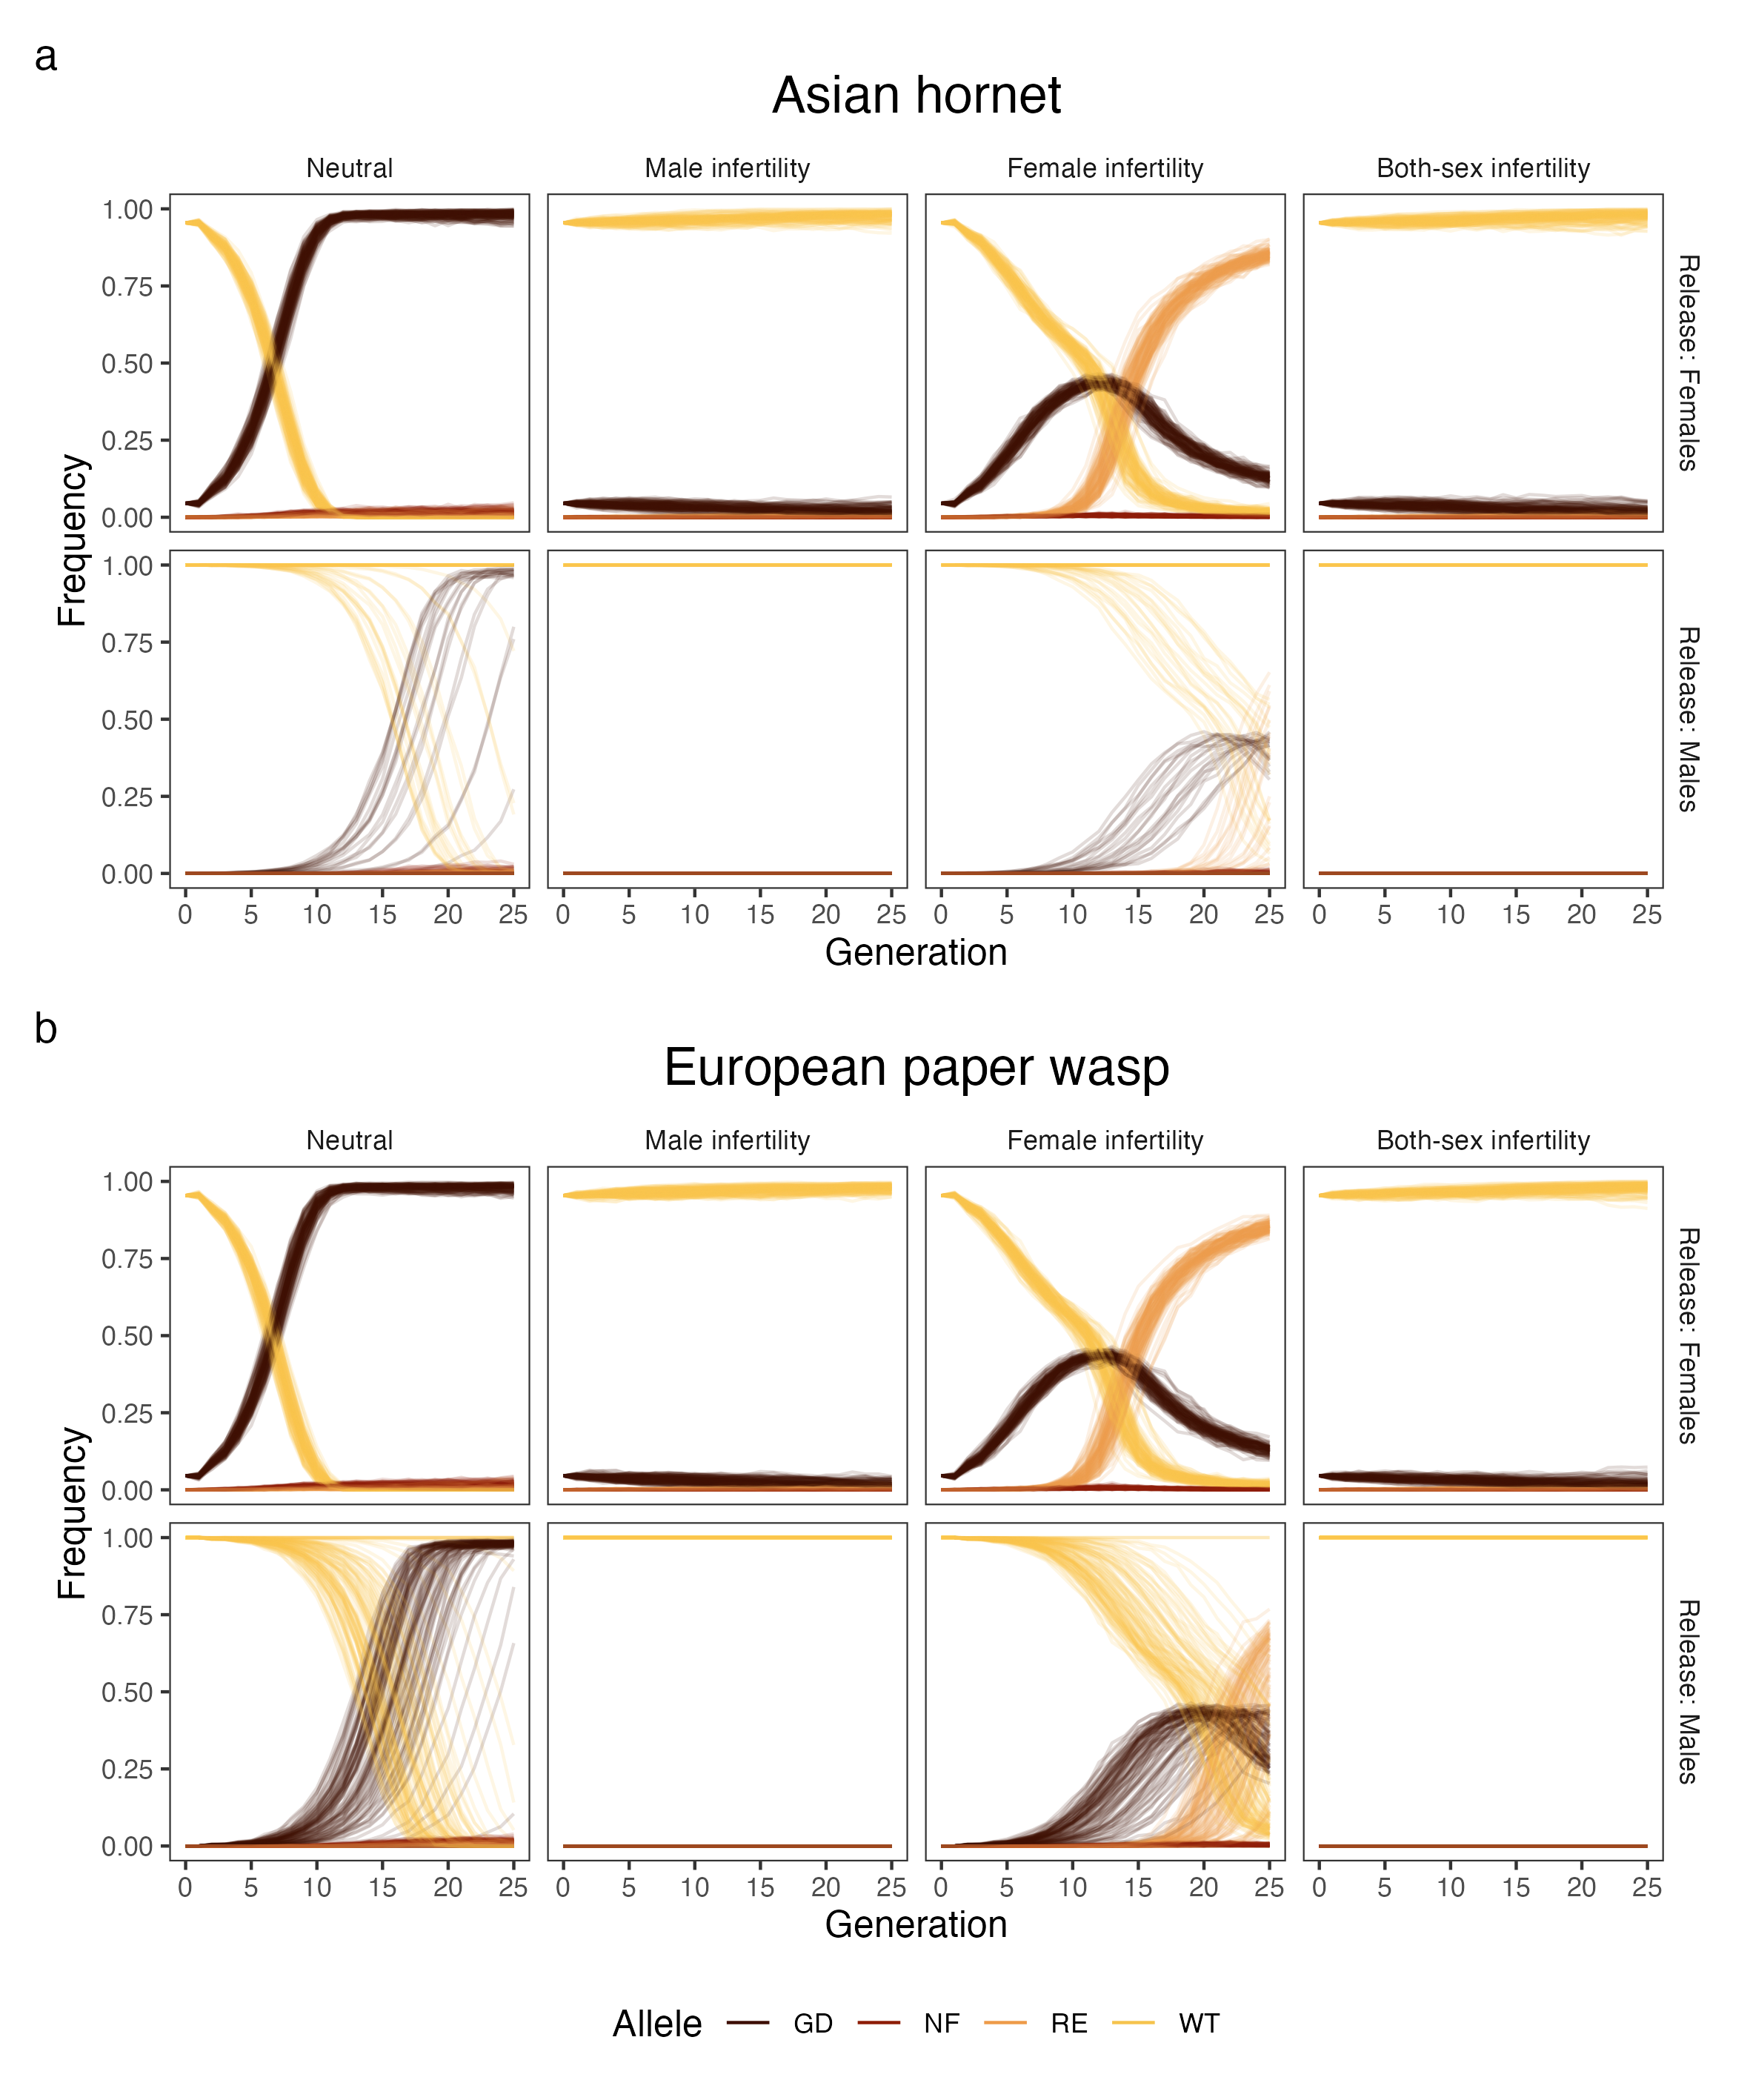 a
Asian hornet
Neutral Male infertility Female infertility Both-sex infertility
Frequency
1.00
0.75
0.50
0.25
0.00
Release: Females
1.00
0.75
0.50
0.25
0.00
Release: Males
0 5 10 15 20 25 0 5 10 15 20 25 0 5 10 15 20 25 0 5 10 15 20 25
Generation
b
European paper wasp
Neutral Male infertility Female infertility Both-sex infertility
Frequency
1.00
0.75
0.50
0.25
0.00
Release: Females
1.00
0.75
0.50
0.25
0.00
Release: Males
0 5 10 15 20 25 0 5 10 15 20 25 0 5 10 15 20 25 0 5 10 15 20 25
Generation
Allele GD NF RE WT